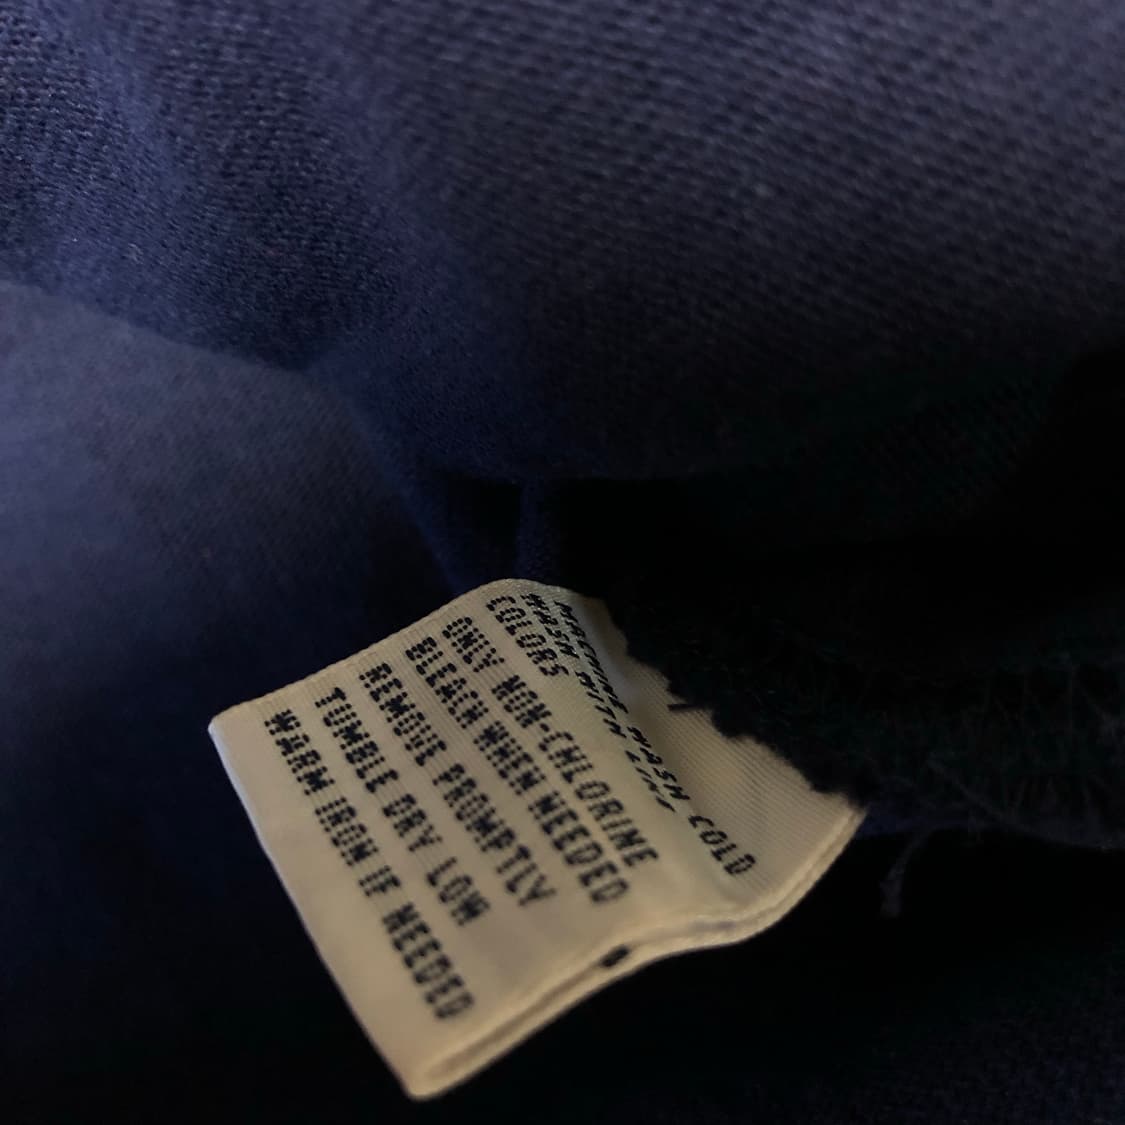 MACHINE WASH COLD
WASH WITH LIKE
COLORS
ONLY NON-CHLORINE
BLEACH WHEN NEEDED
REMOVE PROMPTLY
TUMBLE DRY LOW
WARM IRON IF NEEDED